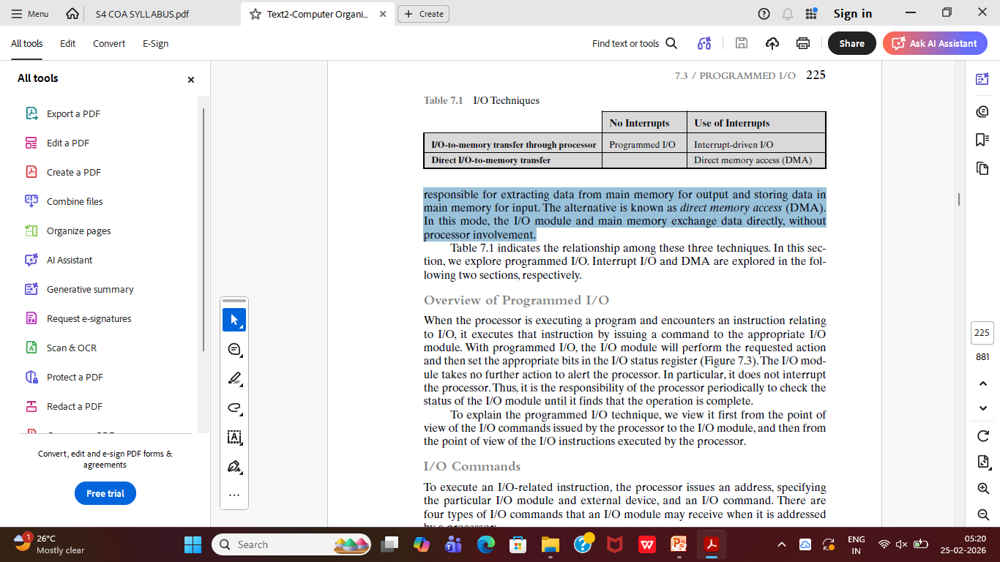 Menu
S4 COA SYLLABUS.pdf
Text2-Computer Organi...
Create
Sign in
All tools
Edit
Convert
E-Sign
Find text or tools
Share
Ask AI Assistant
All tools
Export a PDF
Edit a PDF
Create a PDF
Combine files
Organize pages
AI Assistant
Generative summary
Request e-signatures
Scan & OCR
Protect a PDF
Redact a PDF
Convert, edit and e-sign PDF forms &
agreements
Free trial
7.3 / PROGRAMMED I/O 225
Table 7.1 I/O Techniques
No Interrupts Use of Interrupts
I/O-to-memory transfer through processor Programmed I/O Interrupt-driven I/O
Direct I/O-to-memory transfer Direct memory access (DMA)
responsible for extracting data from main memory for output and storing data in
main memory for input. The alternative is known as direct memory access (DMA).
In this mode, the I/O module and main memory exchange data directly, without
processor involvement.
Table 7.1 indicates the relationship among these three techniques. In this sec-
tion, we explore programmed I/O. Interrupt I/O and DMA are explored in the fol-
lowing two sections, respectively.
Overview of Programmed I/O
When the processor is executing a program and encounters an instruction relating
to I/O, it executes that instruction by issuing a command to the appropriate I/O
module. With programmed I/O, the I/O module will perform the requested action
and then set the appropriate bits in the I/O status register (Figure 7.3). The I/O mod-
ule takes no further action to alert the processor. In particular, it does not interrupt
the processor. Thus, it is the responsibility of the processor periodically to check the
status of the I/O module until it finds that the operation is complete.
To explain the programmed I/O technique, we view it first from the point of
view of the I/O commands issued by the processor to the I/O module, and then from
the point of view of the I/O instructions executed by the processor.
I/O Commands
To execute an I/O-related instruction, the processor issues an address, specifying
the particular I/O module and external device, and an I/O command. There are
four types of I/O commands that an I/O module may receive when it is addressed
by a processor:
225
881
1
26°C
Mostly clear
Search
ENG
IN
05:20
25-02-2026